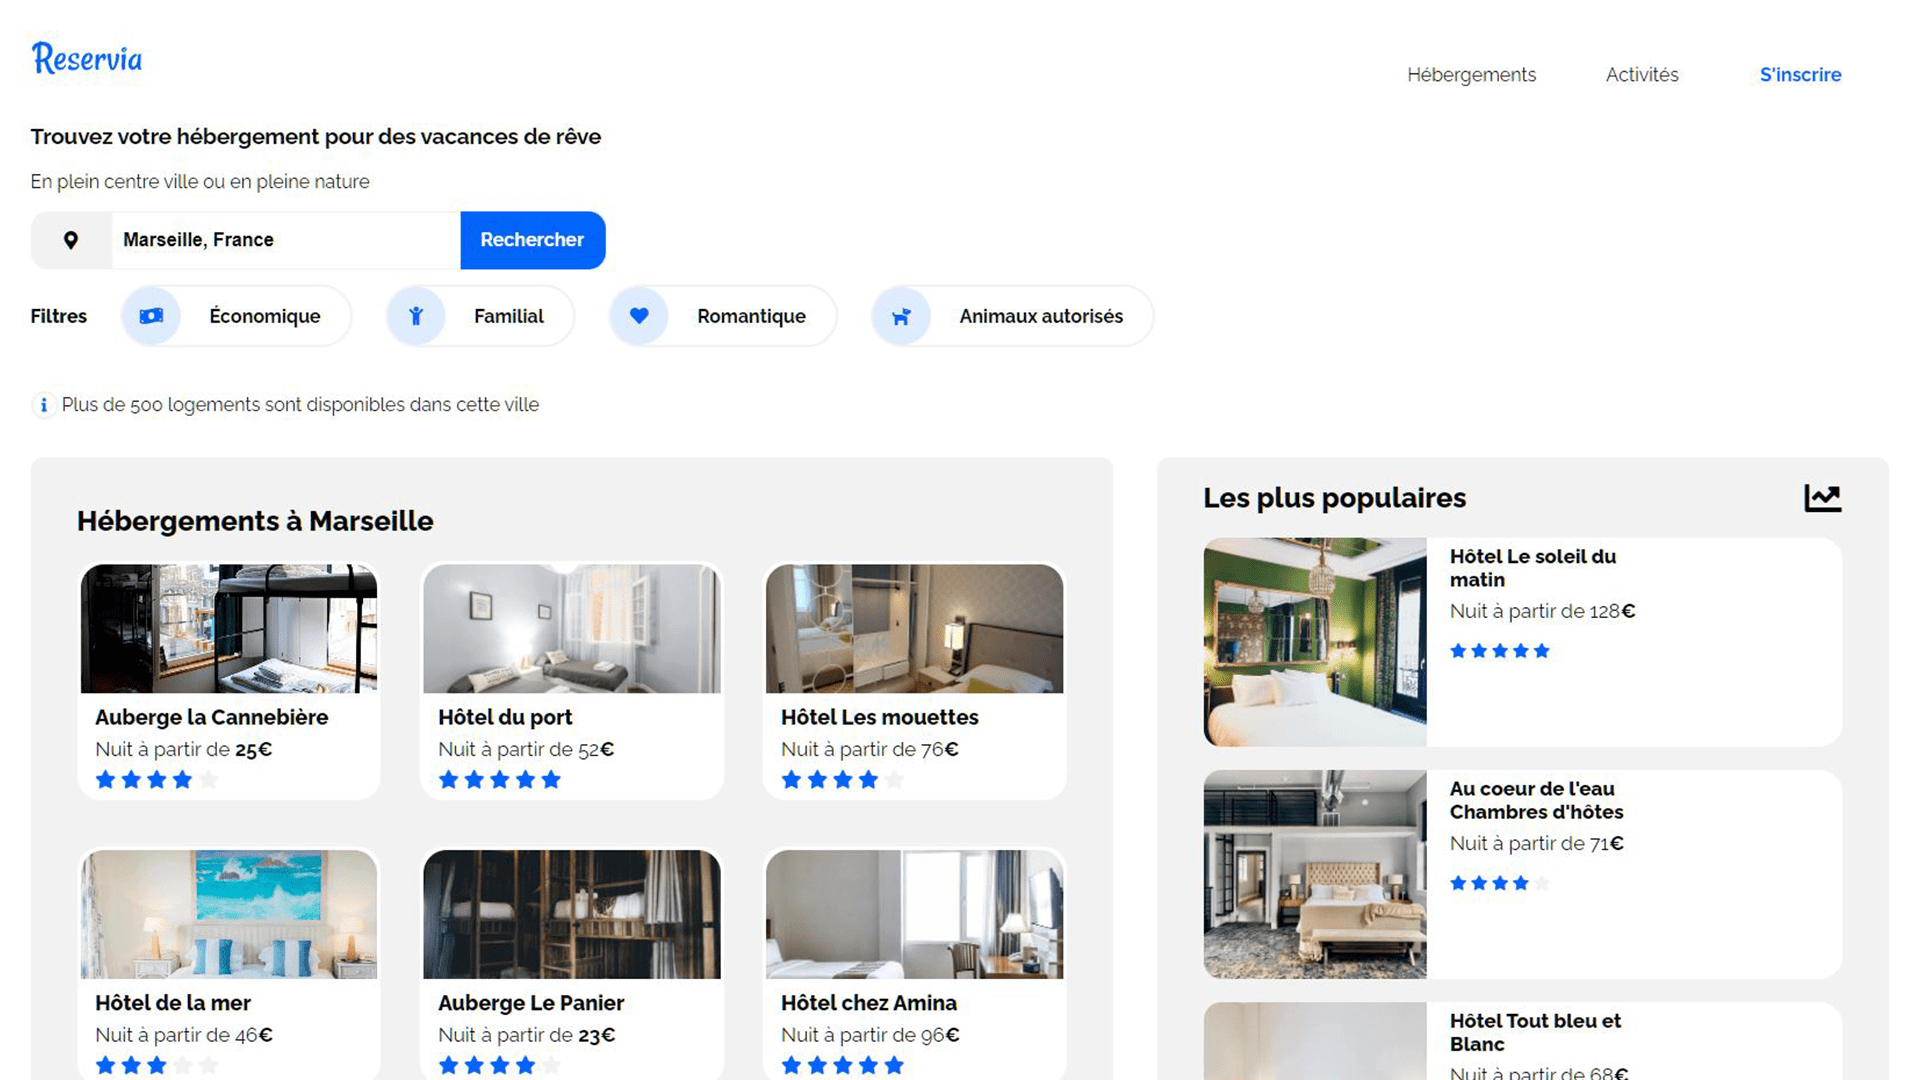 Reservia
Hébergements
Activités
S'inscrire
Trouvez votre hébergement pour des vacances de rêve
En plein centre ville ou en pleine nature
Marseille, France
Rechercher
Filtres
Économique
Familial
Romantique
Animaux autorisés
Plus de 500 logements sont disponibles dans cette ville
Hébergements à Marseille
Auberge la Cannebière
Nuit à partir de 25€
Hôtel du port
Nuit à partir de 52€
Hôtel Les mouettes
Nuit à partir de 76€
Hôtel de la mer
Nuit à partir de 46€
Auberge Le Panier
Nuit à partir de 23€
Hôtel chez Amina
Nuit à partir de 96€
Les plus populaires
Hôtel Le soleil du
matin
Nuit à partir de 128€
Au coeur de l'eau
Chambres d'hôtes
Nuit à partir de 71€
Hôtel Tout bleu et
Blanc
Nuit à partir de 68€